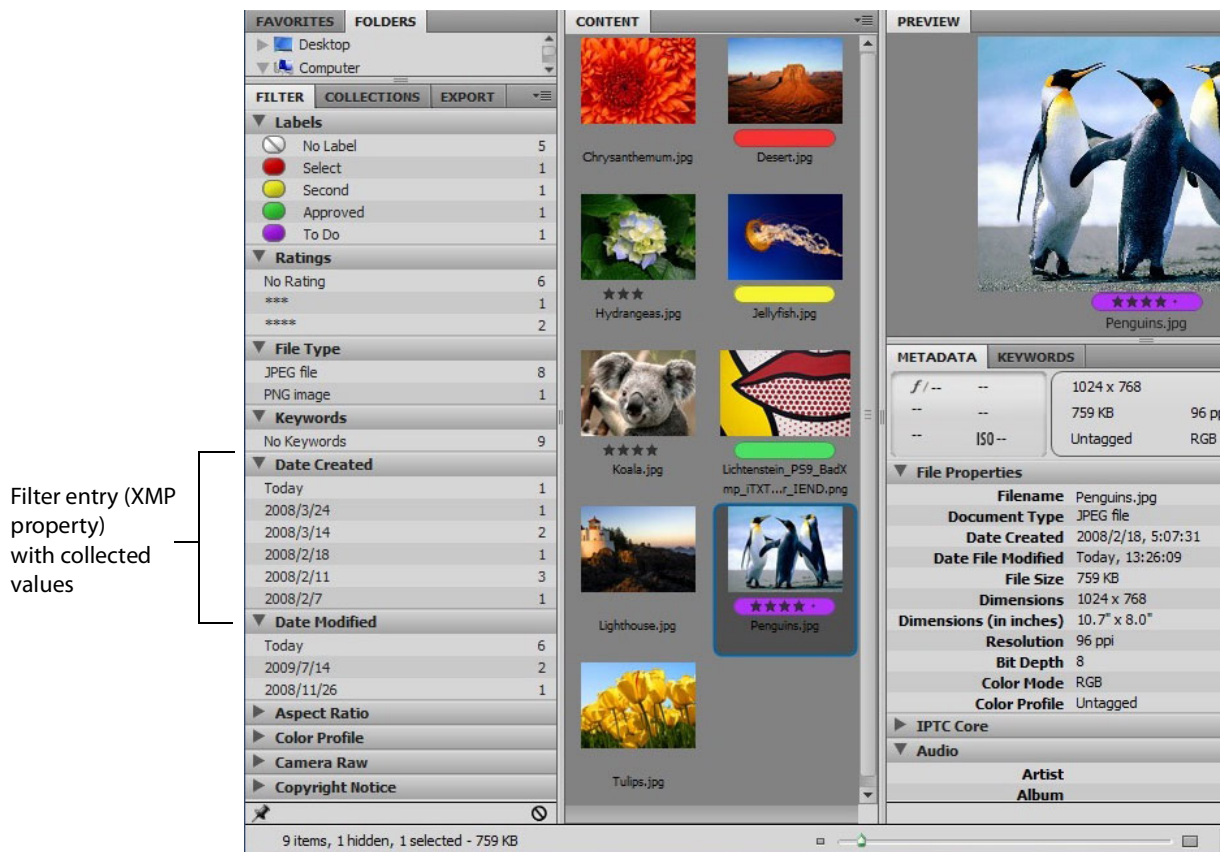 Filter entry (XMP
property)
with collected
values
FAVORITES FOLDERS
Desktop
Computer
FILTER COLLECTIONS EXPORT
Labels
No Label 5
Select 1
Second 1
Approved 1
To Do 1
Ratings
No Rating 6
*** 1
**** 2
File Type
JPEG file 8
PNG image 1
Keywords
No Keywords 9
Date Created
Today 1
2008/3/24 1
2008/3/14 2
2008/2/18 1
2008/2/11 3
2008/2/7 1
Date Modified
Today 6
2009/7/14 2
2008/11/26 1
Aspect Ratio
Color Profile
Camera Raw
Copyright Notice
9 items, 1 hidden, 1 selected - 759 KB
CONTENT
Chrysanthemum.jpg
Desert.jpg
★★★
Hydrangeas.jpg
Jellyfish.jpg
★★★★
Koala.jpg
Lichtenstein_PS9_BadX
mp_iTXT...r_IEND.png
Lighthouse.jpg
★★★★ ·
Penguins.jpg
Tulips.jpg
PREVIEW
★★★★ ·
Penguins.jpg
METADATA KEYWORDS
f/-- --
-- --
-- ISO --
1024 x 768
759 KB 96 pp
Untagged RGB
File Properties
Filename Penguins.jpg
Document Type JPEG file
Date Created 2008/2/18, 5:07:31
Date File Modified Today, 13:26:09
File Size 759 KB
Dimensions 1024 x 768
Dimensions (in inches) 10.7" x 8.0"
Resolution 96 ppi
Bit Depth 8
Color Mode RGB
Color Profile Untagged
IPTC Core
Audio
Artist
Album